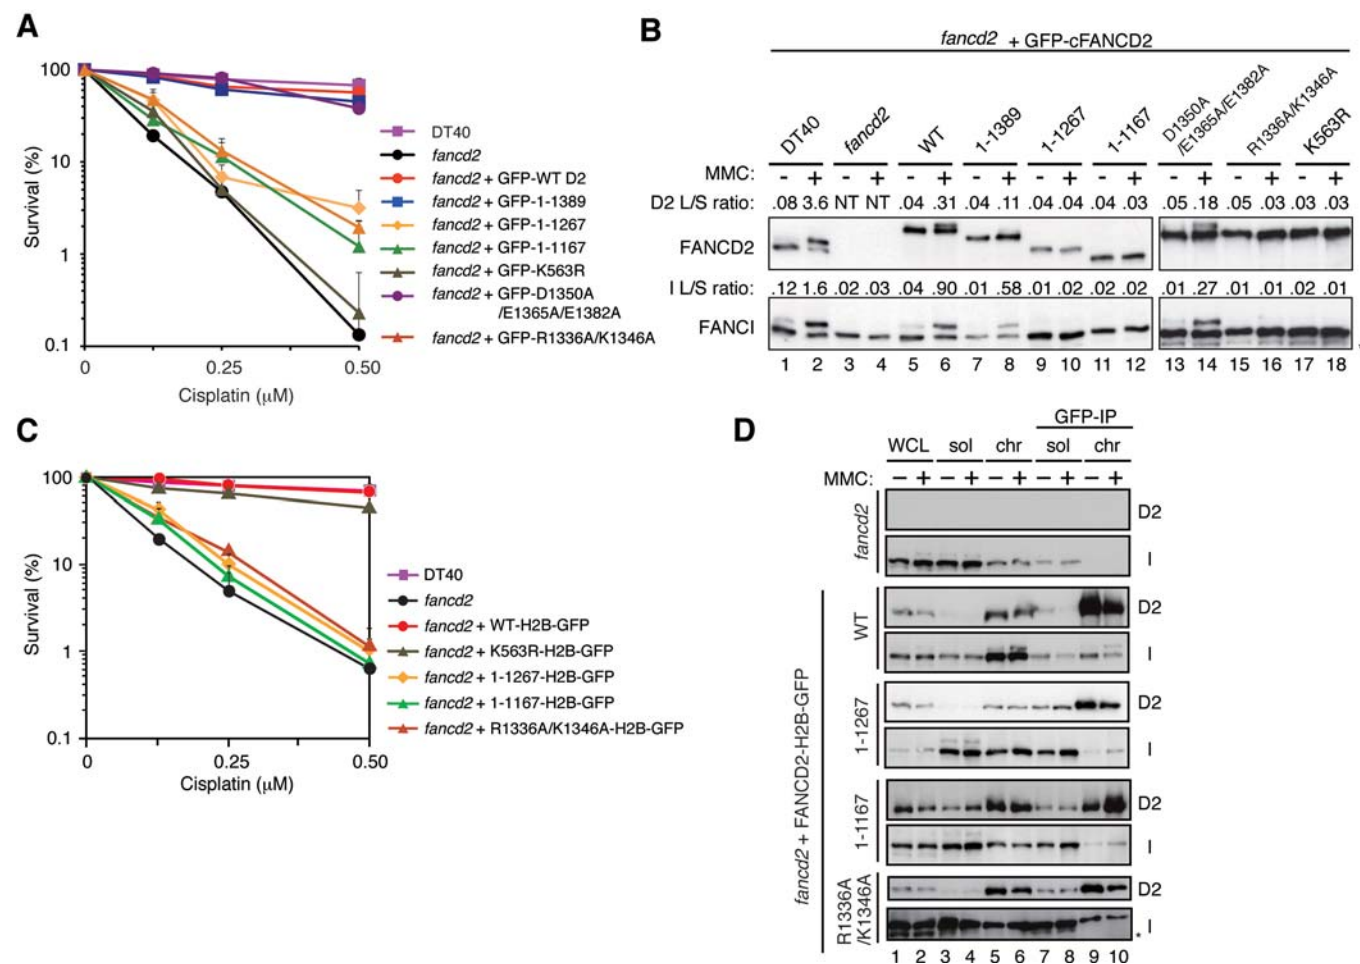 A
100
10
1
0.1
Survival (%)
0
0.25
0.50
Cisplatin (μM)
DT40
fancd2
fancd2 + GFP-WT D2
fancd2 + GFP-1-1389
fancd2 + GFP-1-1267
fancd2 + GFP-1-1167
fancd2 + GFP-K563R
fancd2 + GFP-D1350A
/E1365A/E1382A
fancd2 + GFP-R1336A/K1346A
B
fancd2 + GFP-cFANCD2
DT40
fancd2
WT
1-1389
1-1267
1-1167
D1350A
/E1365A/E1382A
R1336A/K1346A
K563R
MMC: - + - + - + - + - + - + - + - + - +
D2 L/S ratio: .08 3.6 NT NT .04 .31 .04 .11 .04 .04 .04 .03 .05 .18 .05 .03 .03 .03
FANCD2
I L/S ratio: .12 1.6 .02 .03 .04 .90 .01 .58 .01 .02 .02 .02 .01 .27 .01 .01 .02 .01
FANCI
1 2 3 4 5 6 7 8 9 10 11 12 13 14 15 16 17 18
C
100
10
1
0.1
Survival (%)
0
0.25
0.50
Cisplatin (μM)
DT40
fancd2
fancd2 + WT-H2B-GFP
fancd2 + K563R-H2B-GFP
fancd2 + 1-1267-H2B-GFP
fancd2 + 1-1167-H2B-GFP
fancd2 + R1336A/K1346A-H2B-GFP
D
GFP-IP
WCL sol chr sol chr
MMC: − + − + − + − + − +
fancd2
D2
I
fancd2 + FANCD2-H2B-GFP
WT
D2
I
1-1267
D2
I
1-1167
D2
I
R1336A
/K1346A
D2
I
*
1 2 3 4 5 6 7 8 9 10